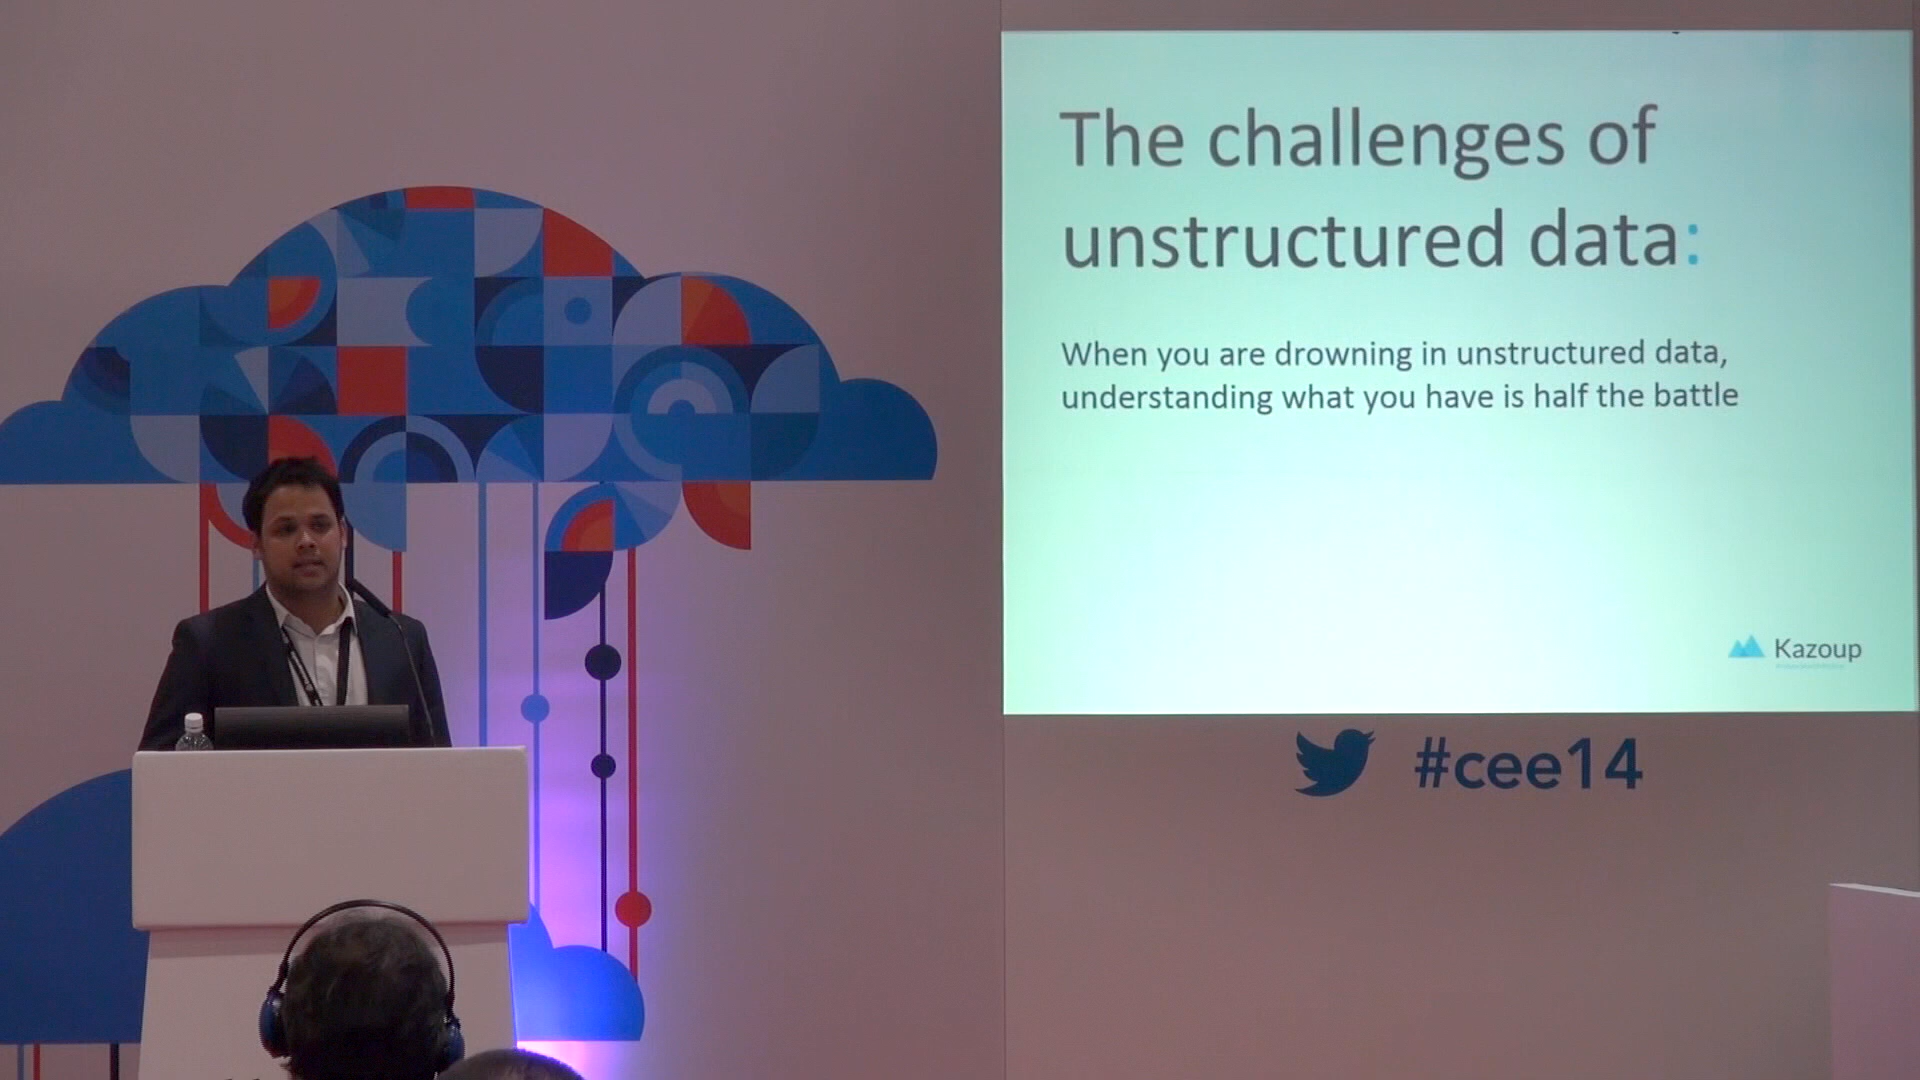 The challenges of
unstructured data:
When you are drowning in unstructured data,
understanding what you have is half the battle
Kazoup
#cee14